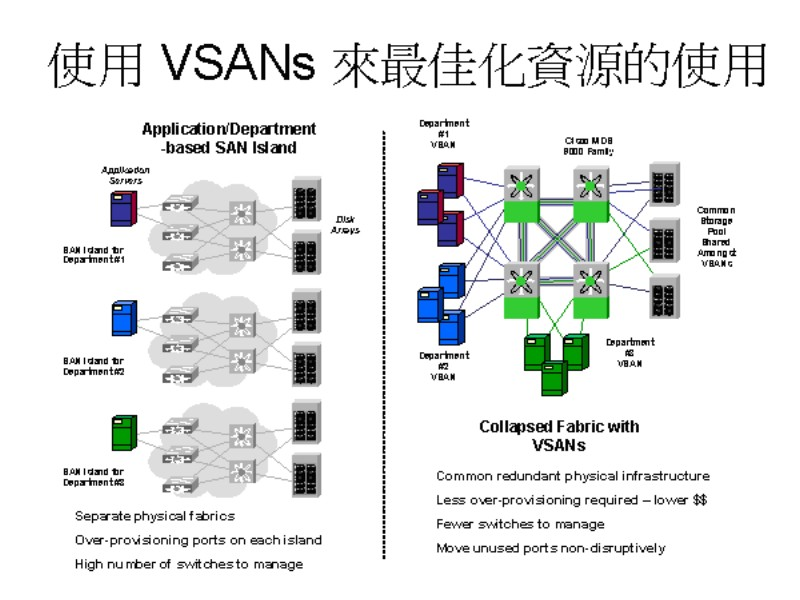 使用 VSANs 來最佳化資源的使用
Application/Department
-based SAN Island
Application
Servers
Disk
Arrays
SAN Island for
Department #1
SAN Island for
Department #2
SAN Island for
Department #3
Separate physical fabrics
Over-provisioning ports on each island
High number of switches to manage
Department
#1
VSAN
Cisco MDS
9000 Family
Common
Storage
Pool
Shared
Amongst
VSANs
Department
#2
VSAN
Department
#3
VSAN
Collapsed Fabric with
VSANs
Common redundant physical infrastructure
Less over-provisioning required – lower $$
Fewer switches to manage
Move unused ports non-disruptively